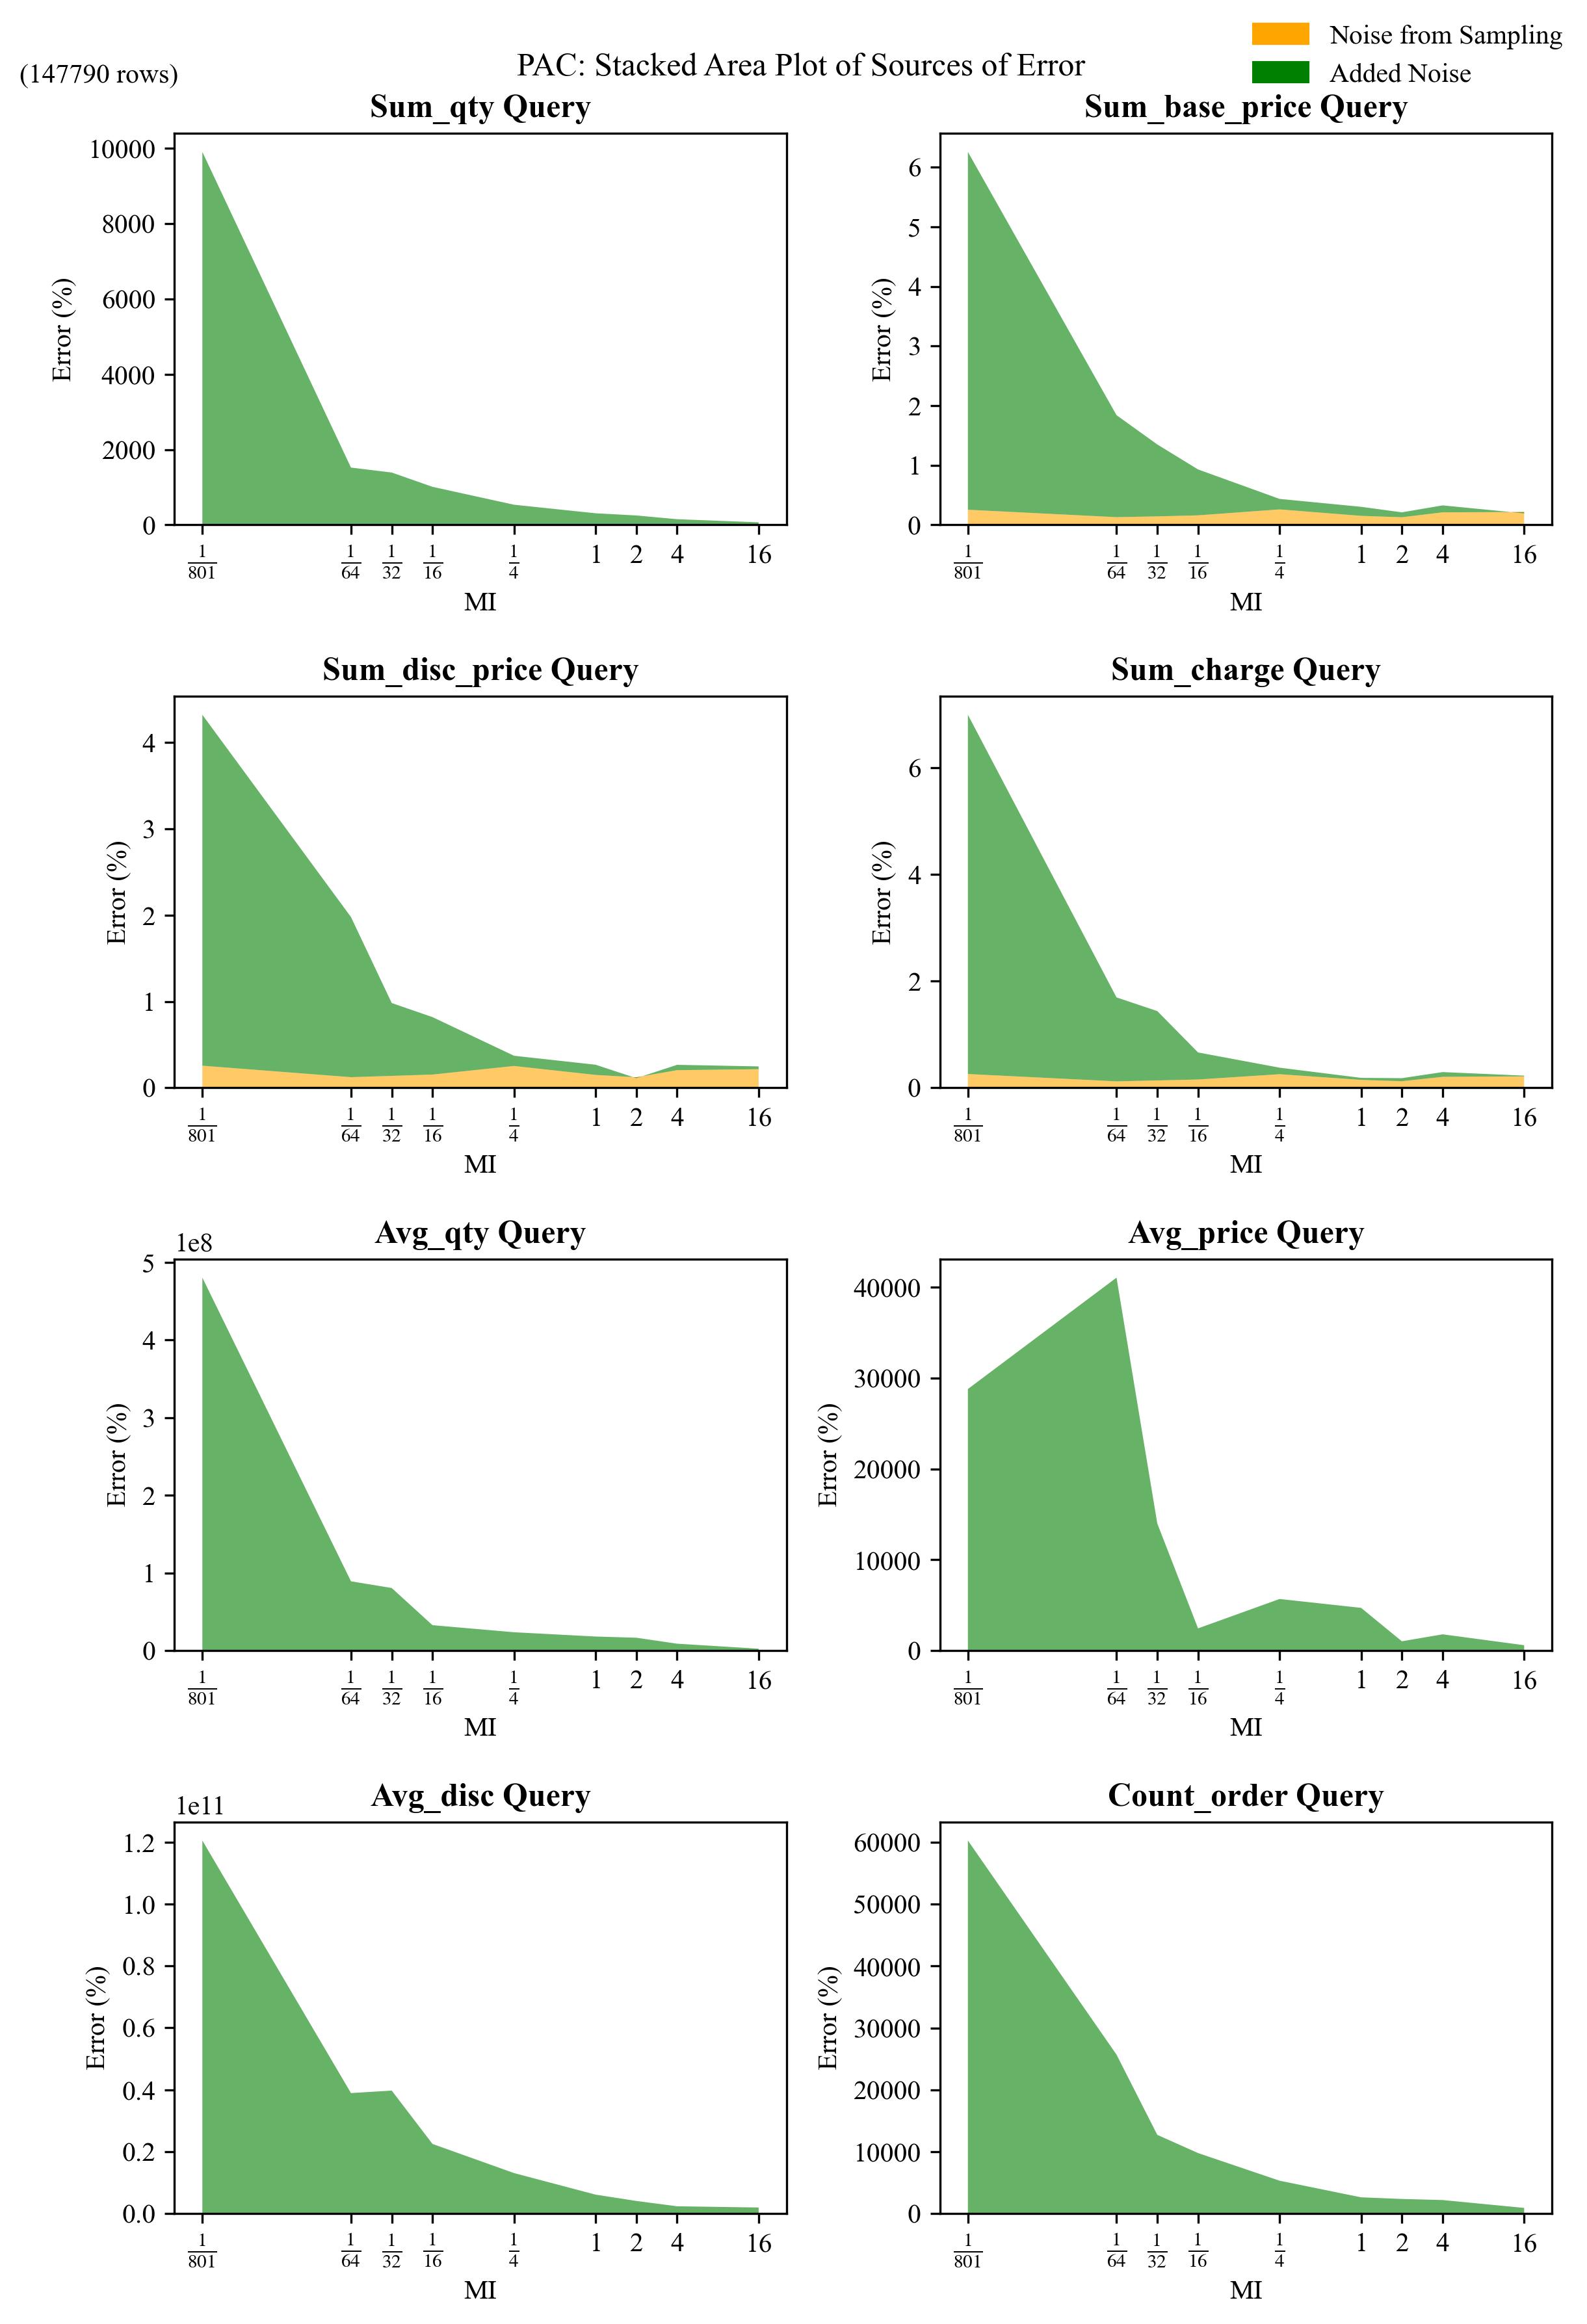 Noise from Sampling
Added Noise
(147790 rows)
PAC: Stacked Area Plot of Sources of Error
Sum_qty Query
10000
8000
6000
4000
2000
0
Error (%)
1/801 1/64 1/32 1/16 1/4 1 2 4 16
MI
Sum_base_price Query
6
5
4
3
2
1
0
Error (%)
1/801 1/64 1/32 1/16 1/4 1 2 4 16
MI
Sum_disc_price Query
4
3
2
1
0
Error (%)
1/801 1/64 1/32 1/16 1/4 1 2 4 16
MI
Sum_charge Query
6
4
2
0
Error (%)
1/801 1/64 1/32 1/16 1/4 1 2 4 16
MI
Avg_qty Query
1e8
5
4
3
2
1
0
Error (%)
1/801 1/64 1/32 1/16 1/4 1 2 4 16
MI
Avg_price Query
40000
30000
20000
10000
0
Error (%)
1/801 1/64 1/32 1/16 1/4 1 2 4 16
MI
Avg_disc Query
1e11
1.2
1.0
0.8
0.6
0.4
0.2
0.0
Error (%)
1/801 1/64 1/32 1/16 1/4 1 2 4 16
MI
Count_order Query
60000
50000
40000
30000
20000
10000
0
Error (%)
1/801 1/64 1/32 1/16 1/4 1 2 4 16
MI